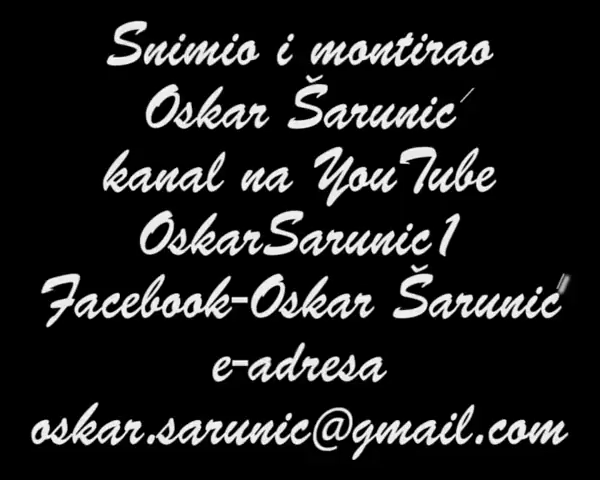 Snimio i montirao
Oskar Šarunić
kanal na YouTube
OskarSarunic1
Facebook-Oskar Šarunić
e-adresa
oskar.sarunic@gmail.com